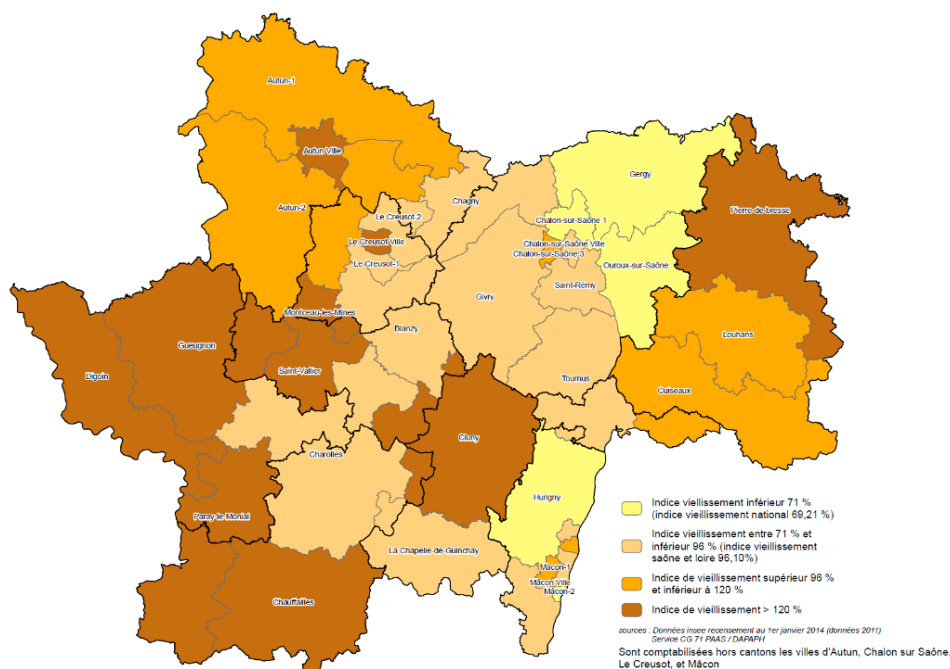 Autun-1
Autun Ville
Gergy
Pierre-de-bresse
Chagny
Autun-2
Le Creusot-2
Chalon-sur-Saône 1
Le Creusot Ville
Chalon-sur-Saône Ville
Chalon-sur-Saône 3
Le Creusot-1
Ouroux-sur-Saône
Saint-Rémy
Givry
Montceau-les-Mines
Blanzy
Louhans
Gueugnon
Saint-Vallier
Digoin
Tournus
Cuiseaux
Cluny
Charolles
Hurigny
Paray le Monial
La Chapelle-de-Guinchay
Mâcon-1
Mâcon Ville
Mâcon-2
Chauffailles
Indice viellissement inférieur 71 %
(indice vieillissement national 69,21 %)
Indice vieillissement entre 71 % et
inférieur 96 % (indice vieillissement
saône et loire 96,10%)
Indice de vieillissement supérieur 96 %
et inférieur à 120 %
Indice de vieillissement > 120 %
sources : Données insee recensement au 1er janvier 2014 (données 2011)
Service CG 71 PAAS / DAPAPH
Sont comptabilisées hors cantons les villes d'Autun, Chalon sur Saône,
Le Creusot, et Mâcon